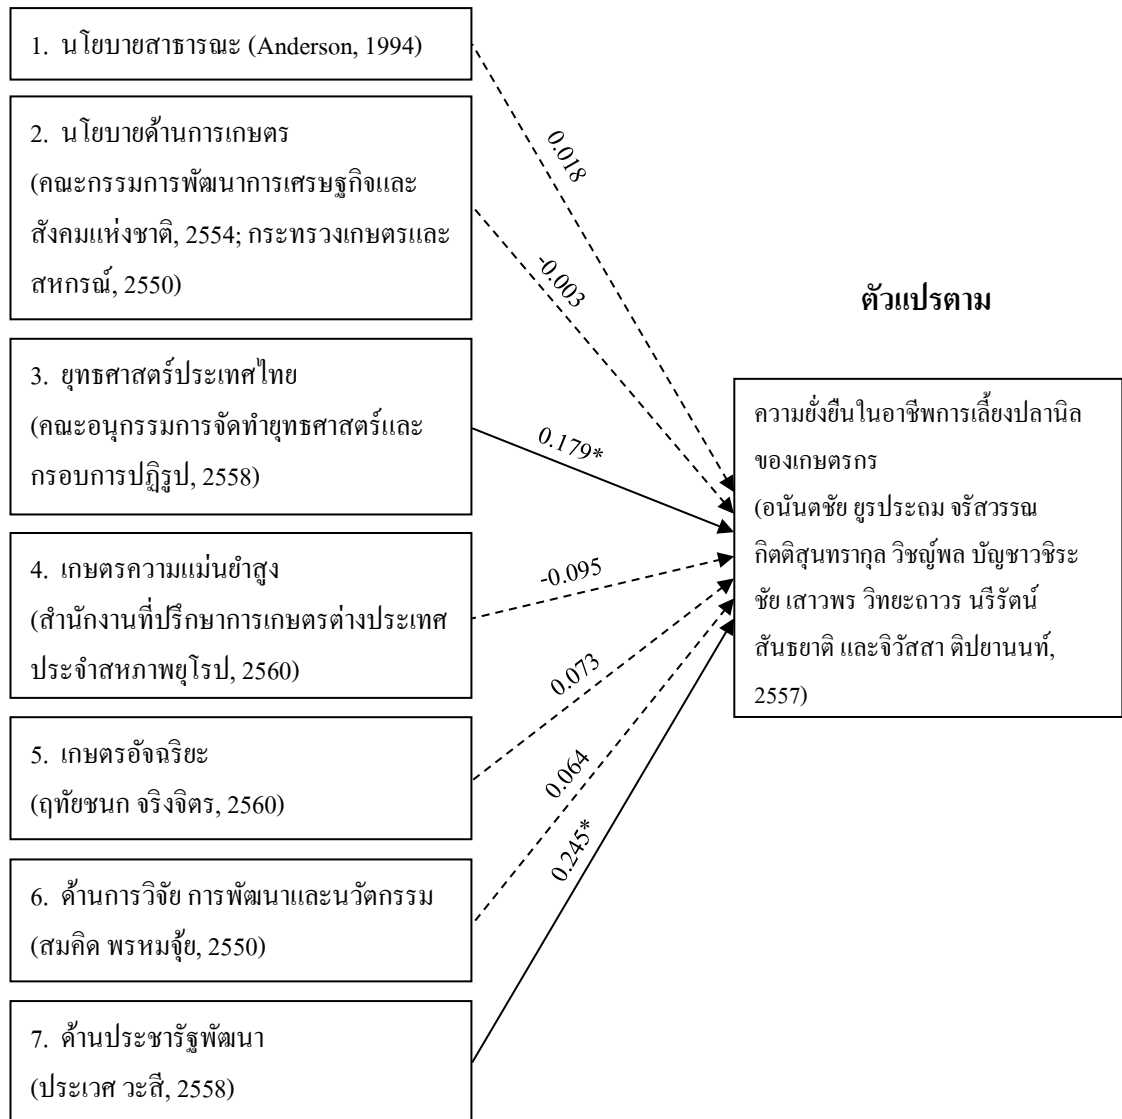 1. นโยบายสาธารณะ (Anderson, 1994)
2. นโยบายด้านการเกษตร
(คณะกรรมการพัฒนาการเศรษฐกิจและ
สังคมแห่งชาติ, 2554; กระทรวงเกษตรและ
สหกรณ์, 2550)
3. ยุทธศาสตร์ประเทศไทย
(คณะอนุกรรมการจัดทำยุทธศาสตร์และ
กรอบการปฏิรูป, 2558)
4. เกษตรความแม่นยำสูง
(สำนักงานที่ปรึกษาการเกษตรต่างประเทศ
ประจำสหภาพยุโรป, 2560)
5. เกษตรอัจฉริยะ
(ฤทัยชนก จริงจิตร, 2560)
6. ด้านการวิจัย การพัฒนาและนวัตกรรม
(สมคิด พรหมจุ้ย, 2550)
7. ด้านประชารัฐพัฒนา
(ประเวศ วะสี, 2558)
0.018
-0.003
0.179*
-0.095
0.073
0.064
0.245*
ตัวแปรตาม
ความยั่งยืนในอาชีพการเลี้ยงปลานิล
ของเกษตรกร
(อนันตชัย ยูรประถม จรัสวรรณ
กิตติสุนทรากุล วิชญ์พล บัญชาวชิระ
ชัย เสาวพร วิทยะถาวร นรีรัตน์
สันธยาติ และจิวัสสา ติปยานนท์,
2557)